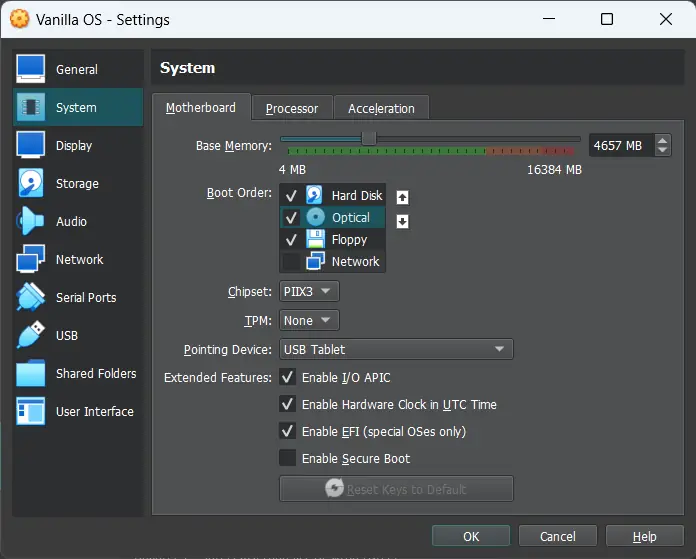 Vanilla OS - Settings
General
System
Display
Storage
Audio
Network
Serial Ports
USB
Shared Folders
User Interface
System
Motherboard Processor Acceleration
Base Memory: 4657 MB
4 MB 16384 MB
Boot Order: Hard Disk
Optical
Floppy
Network
Chipset: PIIX3
TPM: None
Pointing Device: USB Tablet
Extended Features: Enable I/O APIC
Enable Hardware Clock in UTC Time
Enable EFI (special OSes only)
Enable Secure Boot
Reset Keys to Default
OK Cancel Help